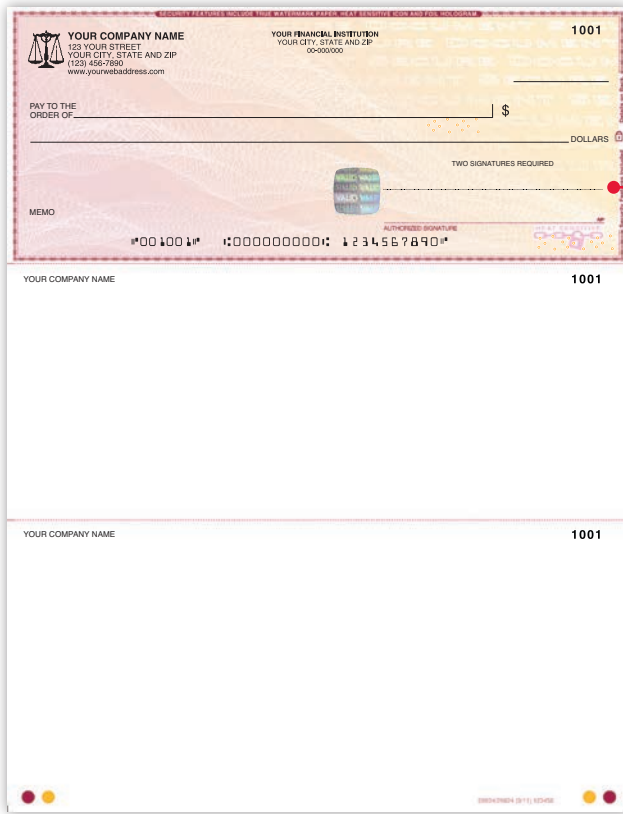 SECURITY FEATURES INCLUDE TRUE WATERMARK PAPER, HEAT SENSITIVE ICON AND FOIL HOLOGRAM
YOUR COMPANY NAME
123 YOUR STREET
YOUR CITY, STATE AND ZIP
(123) 456-7890
www.yourwebaddress.com
YOUR FINANCIAL INSTITUTION
YOUR CITY, STATE AND ZIP
00-000/000
1001
PAY TO THE
ORDER OF
$
DOLLARS
TWO SIGNATURES REQUIRED
VALID VALID
AUTHORIZED SIGNATURE
MEMO
HEAT SENSITIVE
⑈001001⑈ ⑆000000000⑆ 1234567890⑈
YOUR COMPANY NAME 1001
YOUR COMPANY NAME 1001